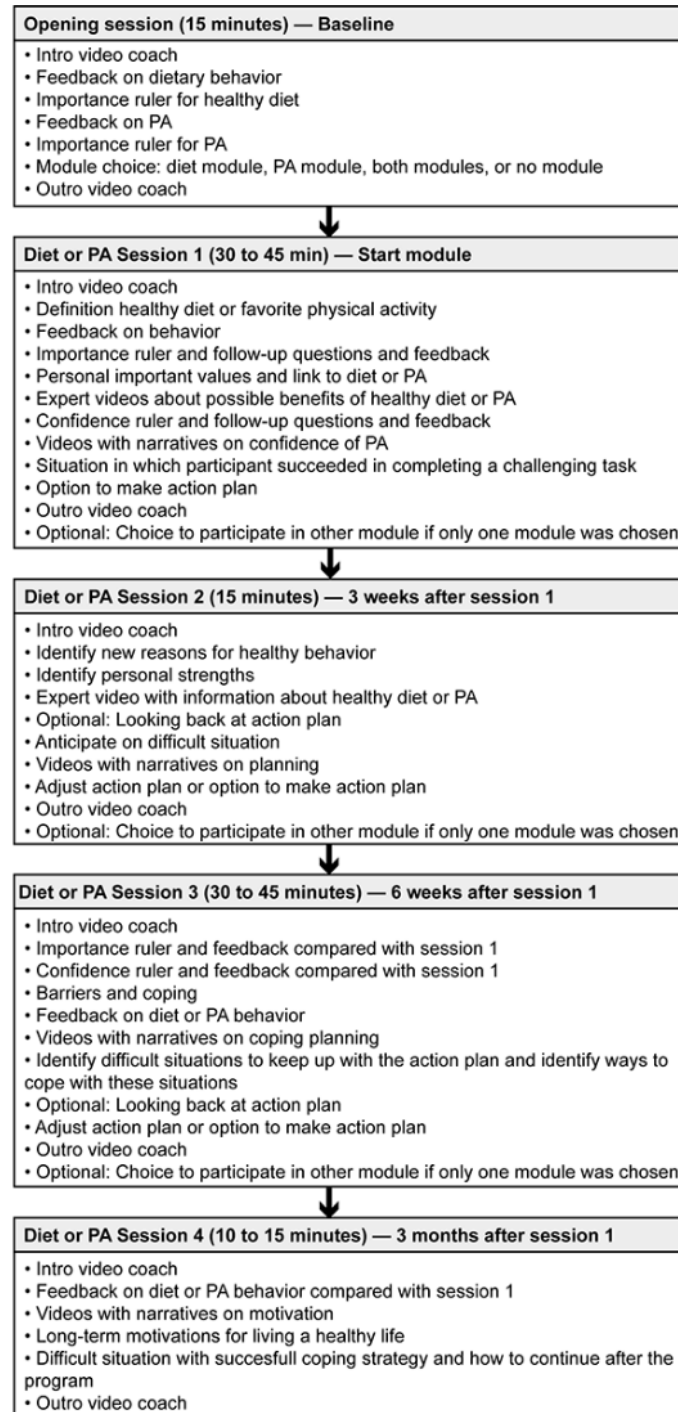 Opening session (15 minutes) — Baseline
• Intro video coach
• Feedback on dietary behavior
• Importance ruler for healthy diet
• Feedback on PA
• Importance ruler for PA
• Module choice: diet module, PA module, both modules, or no module
• Outro video coach
Diet or PA Session 1 (30 to 45 min) — Start module
• Intro video coach
• Definition healthy diet or favorite physical activity
• Feedback on behavior
• Importance ruler and follow-up questions and feedback
• Personal important values and link to diet or PA
• Expert videos about possible benefits of healthy diet or PA
• Confidence ruler and follow-up questions and feedback
• Videos with narratives on confidence of PA
• Situation in which participant succeeded in completing a challenging task
• Option to make action plan
• Outro video coach
• Optional: Choice to participate in other module if only one module was chosen
Diet or PA Session 2 (15 minutes) — 3 weeks after session 1
• Intro video coach
• Identify new reasons for healthy behavior
• Identify personal strengths
• Expert video with information about healthy diet or PA
• Optional: Looking back at action plan
• Anticipate on difficult situation
• Videos with narratives on planning
• Adjust action plan or option to make action plan
• Outro video coach
• Optional: Choice to participate in other module if only one module was chosen
Diet or PA Session 3 (30 to 45 minutes) — 6 weeks after session 1
• Intro video coach
• Importance ruler and feedback compared with session 1
• Confidence ruler and feedback compared with session 1
• Barriers and coping
• Feedback on diet or PA behavior
• Videos with narratives on coping planning
• Identify difficult situations to keep up with the action plan and identify ways to
cope with these situations
• Optional: Looking back at action plan
• Adjust action plan or option to make action plan
• Outro video coach
• Optional: Choice to participate in other module if only one module was chosen
Diet or PA Session 4 (10 to 15 minutes) — 3 months after session 1
• Intro video coach
• Feedback on diet or PA behavior compared with session 1
• Videos with narratives on motivation
• Long-term motivations for living a healthy life
• Difficult situation with succesfull coping strategy and how to continue after the
program
• Outro video coach